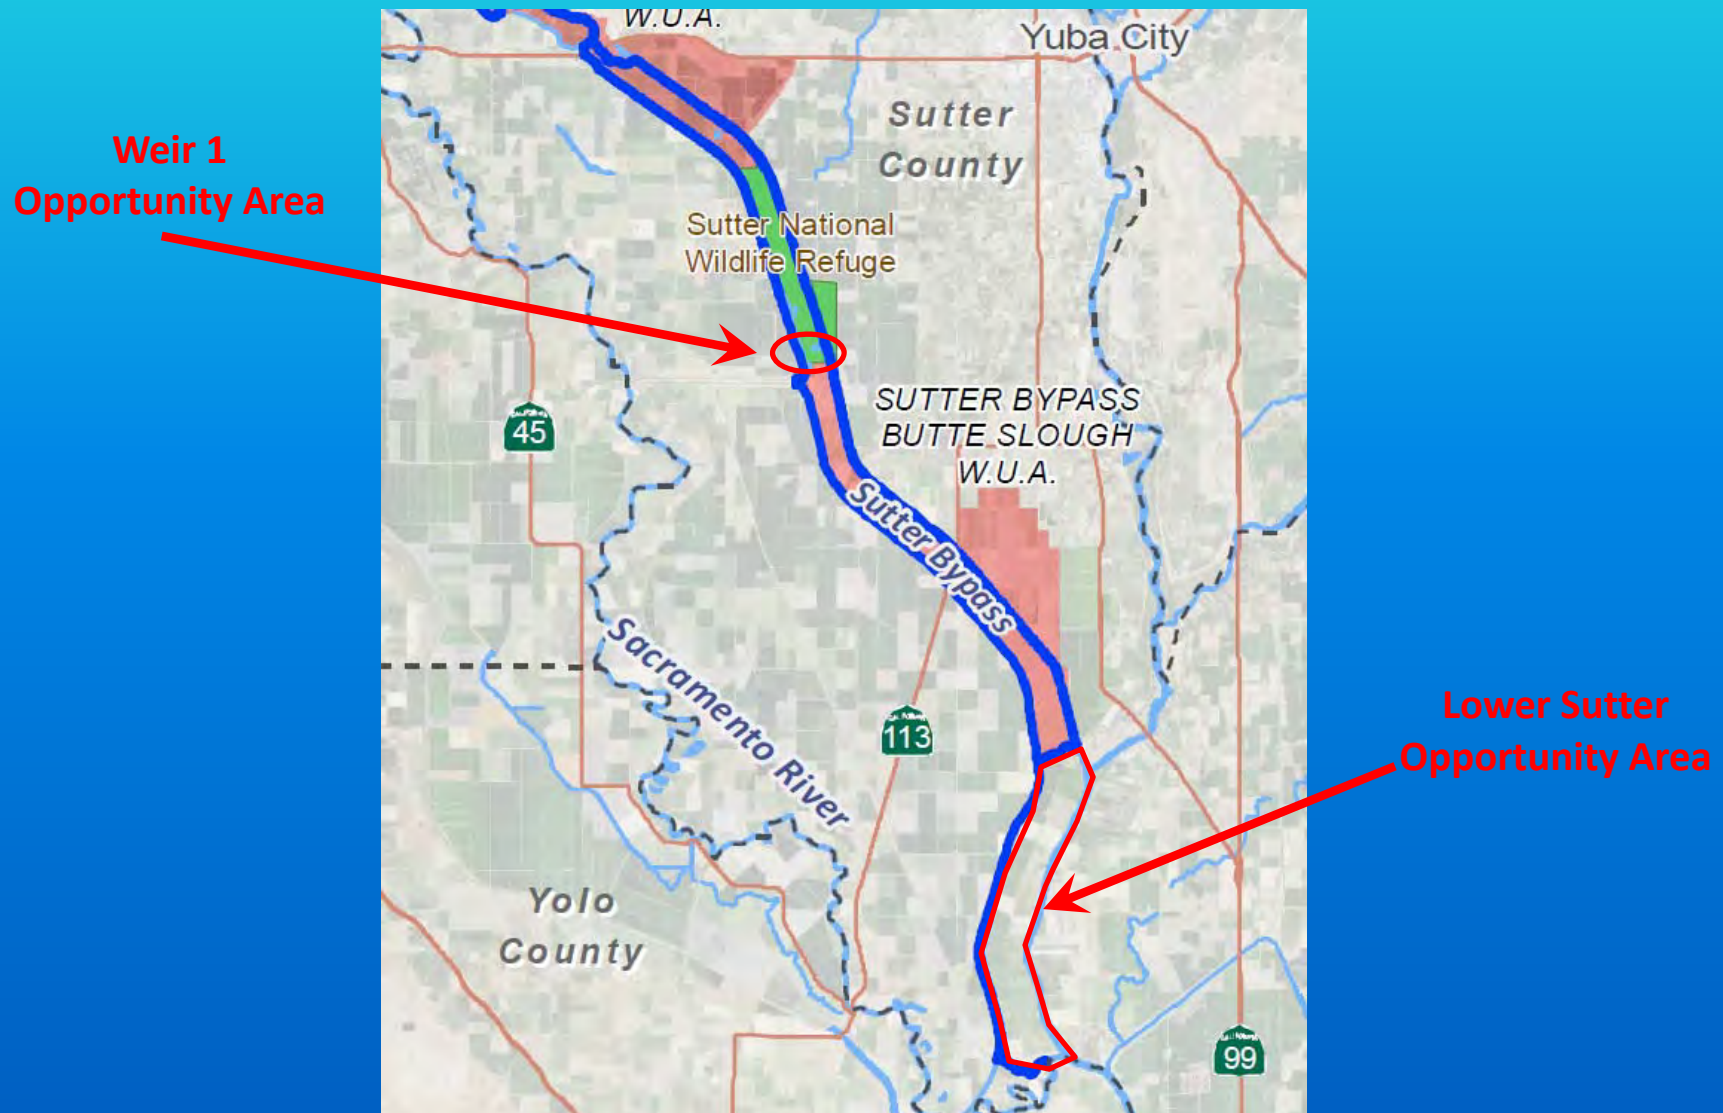 W.U.A.
Yuba City
Sutter
County
Weir 1
Opportunity Area
Sutter National
Wildlife Refuge
SUTTER BYPASS
BUTTE SLOUGH
W.U.A.
45
Sutter Bypass
Sacramento River
113
Lower Sutter
Opportunity Area
Yolo
County
99